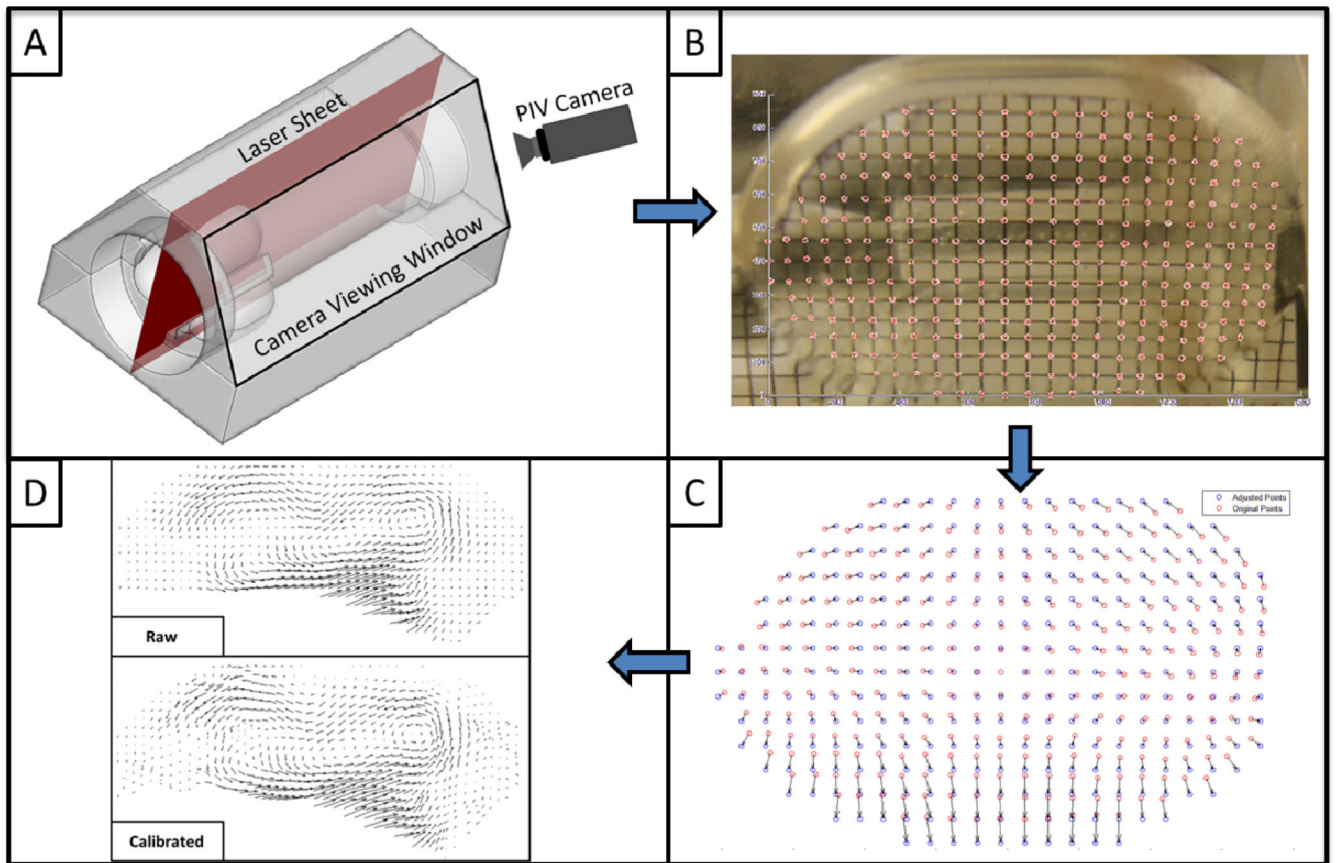 A
Laser Sheet
PIV Camera
Camera Viewing Window
B
C
Adjusted Points
Original Points
D
Raw
Calibrated